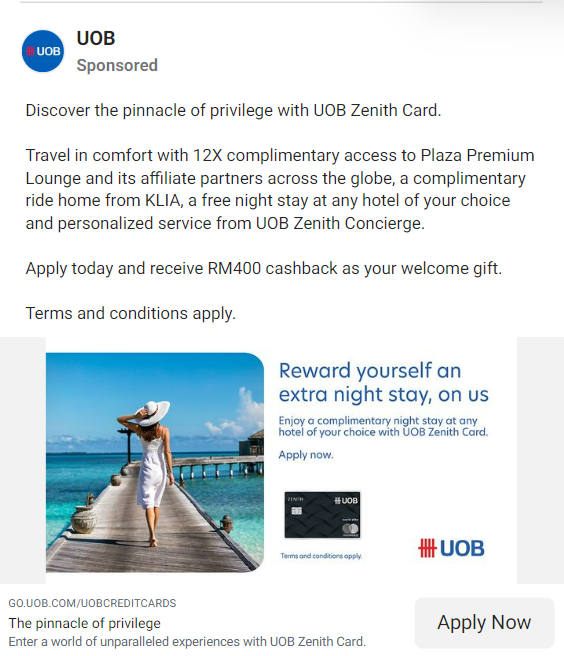 UOB
UOB
Sponsored
Discover the pinnacle of privilege with UOB Zenith Card.
Travel in comfort with 12X complimentary access to Plaza Premium
Lounge and its affiliate partners across the globe, a complimentary
ride home from KLIA, a free night stay at any hotel of your choice
and personalized service from UOB Zenith Concierge.
Apply today and receive RM400 cashback as your welcome gift.
Terms and conditions apply.
Reward yourself an
extra night stay, on us
Enjoy a complimentary night stay at any
hotel of your choice with UOB Zenith Card.
Apply now.
ZENITH
UOB
Terms and conditions apply.
UOB
GO.UOB.COM/UOBCREDITCARDS
The pinnacle of privilege
Enter a world of unparalleled experiences with UOB Zenith Card.
Apply Now